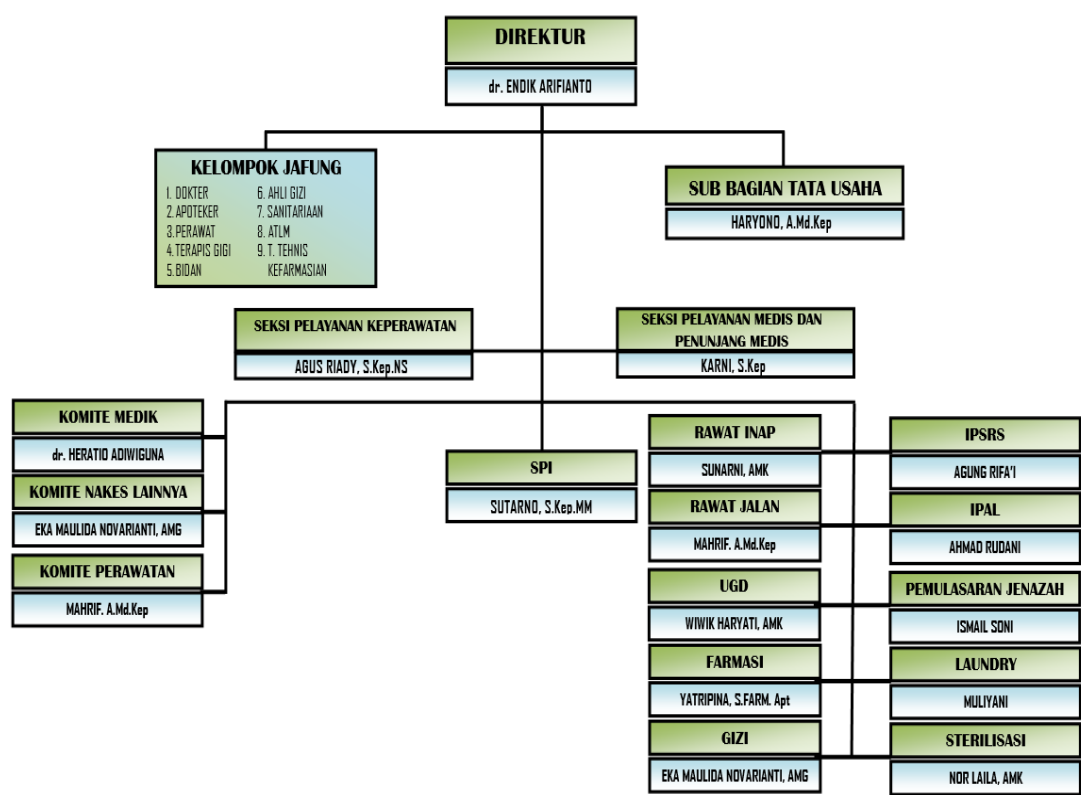 DIREKTUR
dr. ENDIK ARIFIANTO
KELOMPOK JAFUNG
1. DOKTER
2. APOTEKER
3. PERAWAT
4. TERAPIS GIGI
5. BIDAN
6. AHLI GIZI
7. SANITARIAAN
8. ATLM
9. T. TEHNIS
KEFARMASIAN
SUB BAGIAN TATA USAHA
HARYONO, A.Md.Kep
SEKSI PELAYANAN KEPERAWATAN
AGUS RIADY, S.Kep.NS
SEKSI PELAYANAN MEDIS DAN
PENUNJANG MEDIS
KARNI, S.Kep
KOMITE MEDIK
dr. HERATIO ADIWIGUNA
KOMITE NAKES LAINNYA
EKA MAULIDA NOVARIANTI, AMG
KOMITE PERAWATAN
MAHRIF. A.Md.Kep
SPI
SUTARNO, S.Kep.MM
RAWAT INAP
SUNARNI, AMK
RAWAT JALAN
MAHRIF. A.Md.Kep
UGD
WIWIK HARYATI, AMK
FARMASI
YATRIPINA, S.FARM. Apt
GIZI
EKA MAULIDA NOVARIANTI, AMG
IPSRS
AGUNG RIFA'I
IPAL
AHMAD RUDANI
PEMULASARAN JENAZAH
ISMAIL SONI
LAUNDRY
MULIYANI
STERILISASI
NOR LAILA, AMK